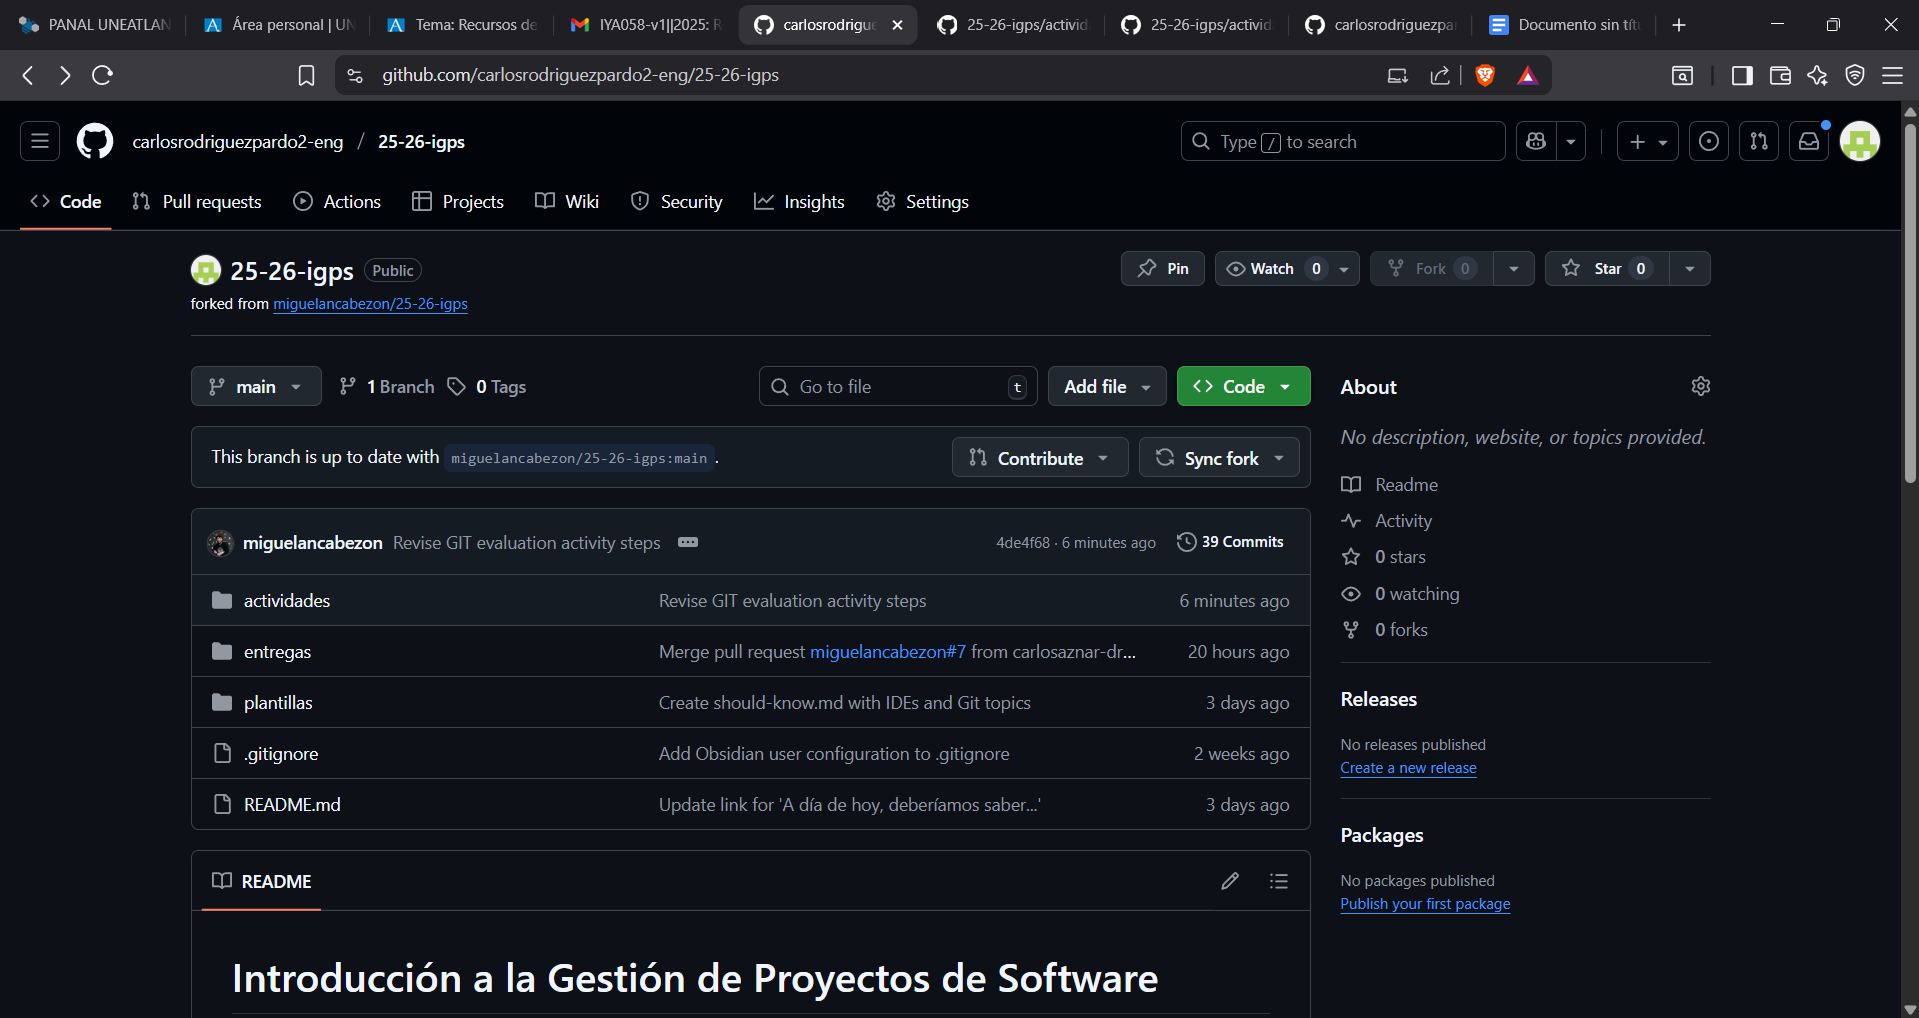 PANAL UNEATLAN
Área personal | UN
Tema: Recursos de
IYA058-v1||2025: R
carlosrodrigue
25-26-igps/activid
25-26-igps/activid
carlosrodriguezpar
Documento sin títu
github.com/carlosrodriguezpardo2-eng/25-26-igps
carlosrodriguezpardo2-eng / 25-26-igps
Type / to search
Code
Pull requests
Actions
Projects
Wiki
Security
Insights
Settings
25-26-igps Public
Pin
Watch 0
Fork 0
Star 0
forked from miguelancabezon/25-26-igps
main
1 Branch
0 Tags
Go to file t
Add file
Code
This branch is up to date with miguelancabezon/25-26-igps:main .
Contribute
Sync fork
miguelancabezon Revise GIT evaluation activity steps
4de4f68 · 6 minutes ago
39 Commits
actividades Revise GIT evaluation activity steps 6 minutes ago
entregas Merge pull request miguelancabezon#7 from carlosaznar-dr... 20 hours ago
plantillas Create should-know.md with IDEs and Git topics 3 days ago
.gitignore Add Obsidian user configuration to .gitignore 2 weeks ago
README.md Update link for 'A día de hoy, deberíamos saber...' 3 days ago
README
Introducción a la Gestión de Proyectos de Software
About
No description, website, or topics provided.
Readme
Activity
0 stars
0 watching
0 forks
Releases
No releases published
Create a new release
Packages
No packages published
Publish your first package